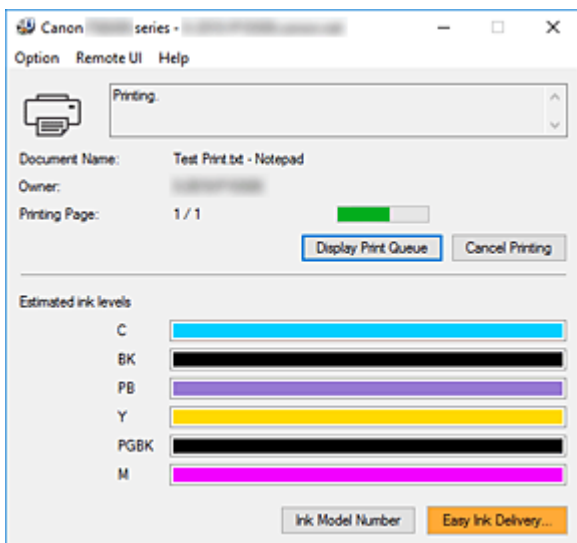 Canon series -
Option Remote UI Help
Printing.
Document Name: Test Print.txt - Notepad
Owner:
Printing Page: 1 / 1
Display Print Queue Cancel Printing
Estimated ink levels
C
BK
PB
Y
PGBK
M
Ink Model Number Easy Ink Delivery...